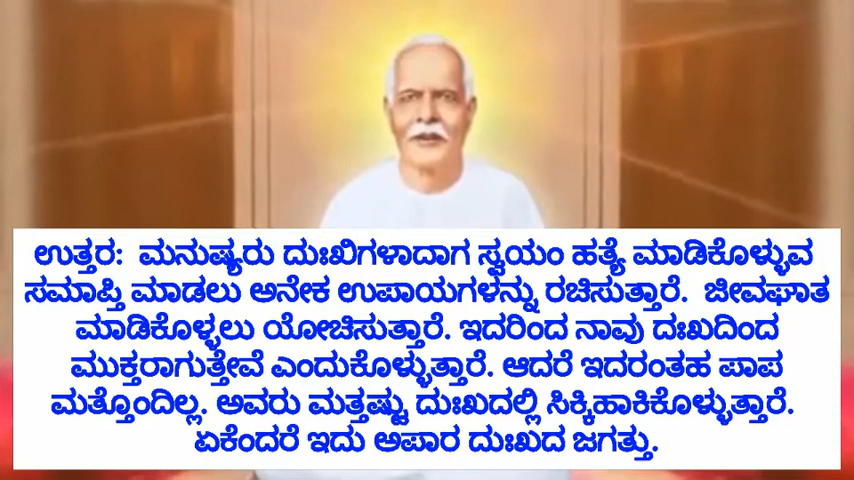 ಉತ್ತರ: ಮನುಷ್ಯರು ದುಃಖಿಗಳಾದಾಗ ಸ್ವಯಂ ಹತ್ಯೆ ಮಾಡಿಕೊಳ್ಳುವ
ಸಮಾಪ್ತಿ ಮಾಡಲು ಅನೇಕ ಉಪಾಯಗಳನ್ನು ರಚಿಸುತ್ತಾರೆ. ಜೀವಘಾತ
ಮಾಡಿಕೊಳ್ಳಲು ಯೋಚಿಸುತ್ತಾರೆ. ಇದರಿಂದ ನಾವು ದಃಖದಿಂದ
ಮುಕ್ತರಾಗುತ್ತೇವೆ ಎಂದುಕೊಳ್ಳುತ್ತಾರೆ. ಆದರೆ ಇದರಂತಹ ಪಾಪ
ಮತ್ತೊಂದಿಲ್ಲ. ಅವರು ಮತ್ತಷ್ಟು ದುಃಖದಲ್ಲಿ ಸಿಕ್ಕಿಹಾಕಿಕೊಳ್ಳುತ್ತಾರೆ.
ಏಕೆಂದರೆ ಇದು ಅಪಾರ ದುಃಖದ ಜಗತ್ತು.